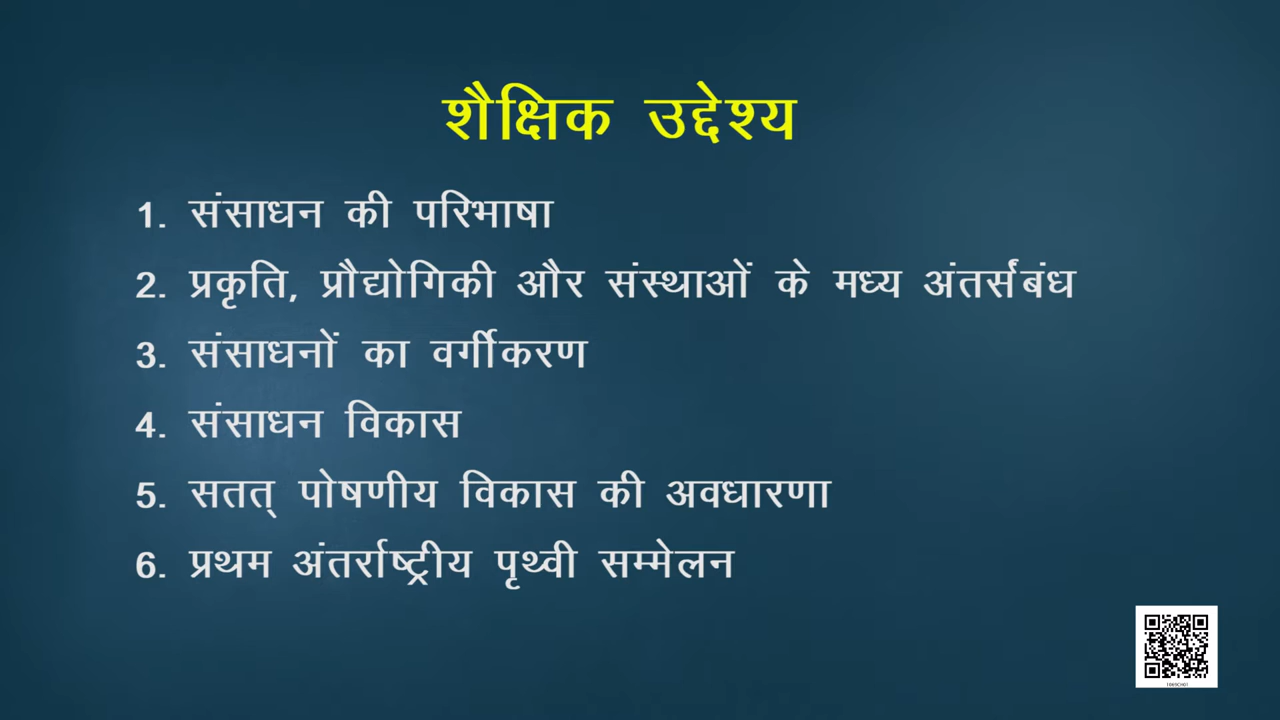 शैक्षिक उद्देश्य
1. संसाधन की परिभाषा
2. प्रकृति, प्रौद्योगिकी और संस्थाओं के मध्य अंतर्संबंध
3. संसाधनों का वर्गीकरण
4. संसाधन विकास
5. सतत् पोषणीय विकास की अवधारणा
6. प्रथम अंतर्राष्ट्रीय पृथ्वी सम्मेलन